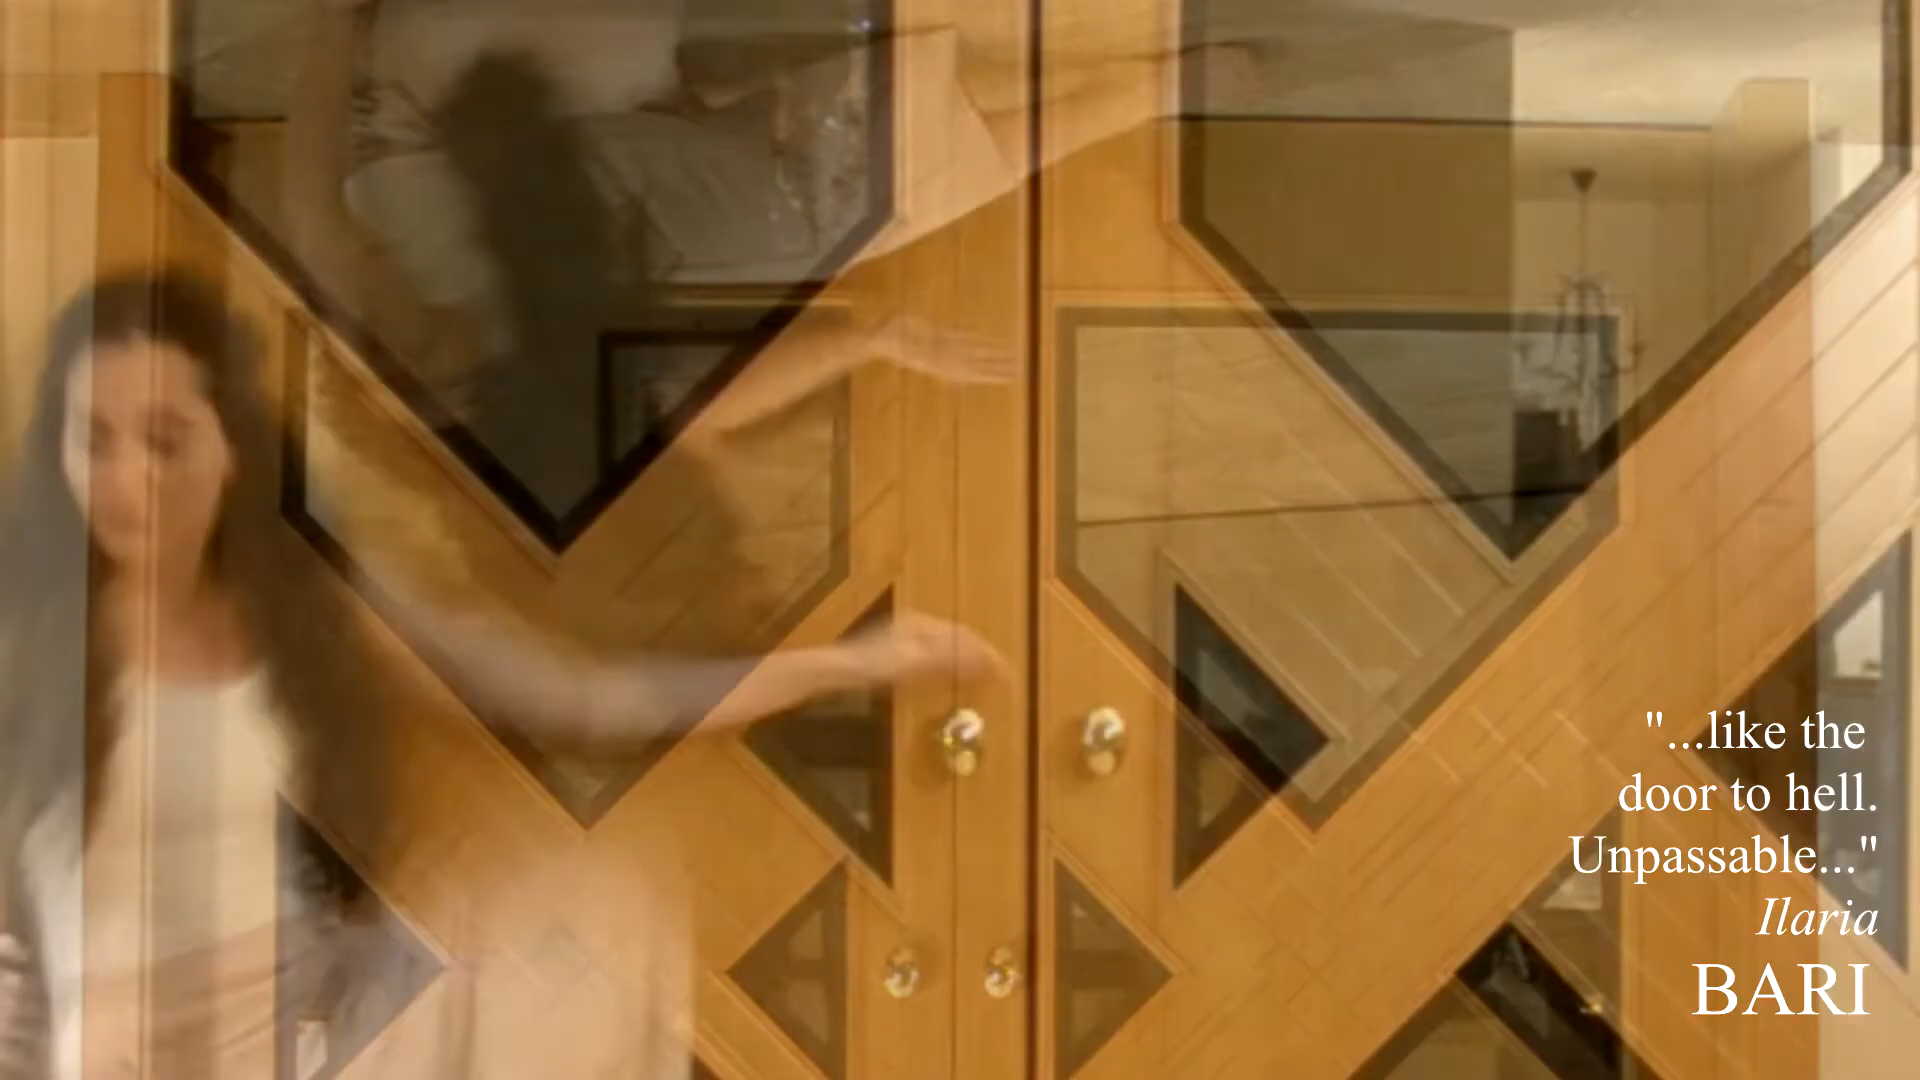 "...like the
door to hell.
Unpassable..."
Ilaria
BARI